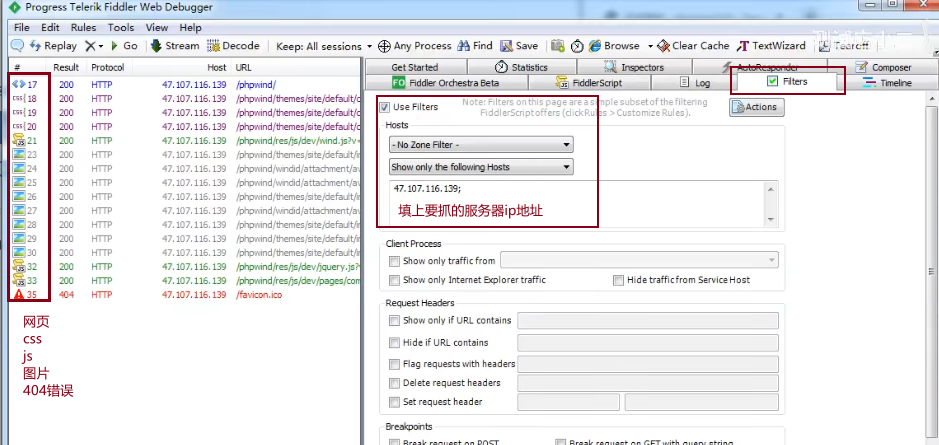 Progress Telerik Fiddler Web Debugger
File Edit Rules Tools View Help
Replay Go Stream Decode Keep: All sessions Any Process Find Save Browse Clear Cache TextWizard Tearoff
# Result Protocol Host URL
17 200 HTTP 47.107.116.139 /phpwind/
18 200 HTTP 47.107.116.139 /phpwind/themes/site/default/c
19 200 HTTP 47.107.116.139 /phpwind/themes/site/default/c
20 200 HTTP 47.107.116.139 /phpwind/themes/site/default/c
21 200 HTTP 47.107.116.139 /phpwind/res/js/dev/wind.js?v=
23 200 HTTP 47.107.116.139 /phpwind/themes/site/default/in
24 200 HTTP 47.107.116.139 /phpwind/windid/attachment/av
25 200 HTTP 47.107.116.139 /phpwind/windid/attachment/av
26 200 HTTP 47.107.116.139 /phpwind/themes/site/default/in
27 200 HTTP 47.107.116.139 /phpwind/windid/attachment/av
28 200 HTTP 47.107.116.139 /phpwind/themes/site/default/in
29 200 HTTP 47.107.116.139 /phpwind/themes/site/default/in
30 200 HTTP 47.107.116.139 /phpwind/themes/site/default/in
32 200 HTTP 47.107.116.139 /phpwind/res/js/dev/jquery.js?v
33 200 HTTP 47.107.116.139 /phpwind/res/js/dev/pages/com
35 404 HTTP 47.107.116.139 /favicon.ico
网页
css
js
图片
404错误
Get Started Statistics Inspectors AutoResponder Composer
Fiddler Orchestra Beta FiddlerScript Log Filters Timeline
Use Filters
Note: Filters on this page are a simple subset of the filtering
FiddlerScript offers (click Rules > Customize Rules).
Actions
Hosts
- No Zone Filter -
Show only the following Hosts
47.107.116.139;
填上要抓的服务器ip地址
Client Process
Show only traffic from
Show only Internet Explorer traffic Hide traffic from Service Host
Request Headers
Show only if URL contains
Hide if URL contains
Flag requests with headers
Delete request headers
Set request header
Breakpoints
Break request on POST Break request on GET with query string